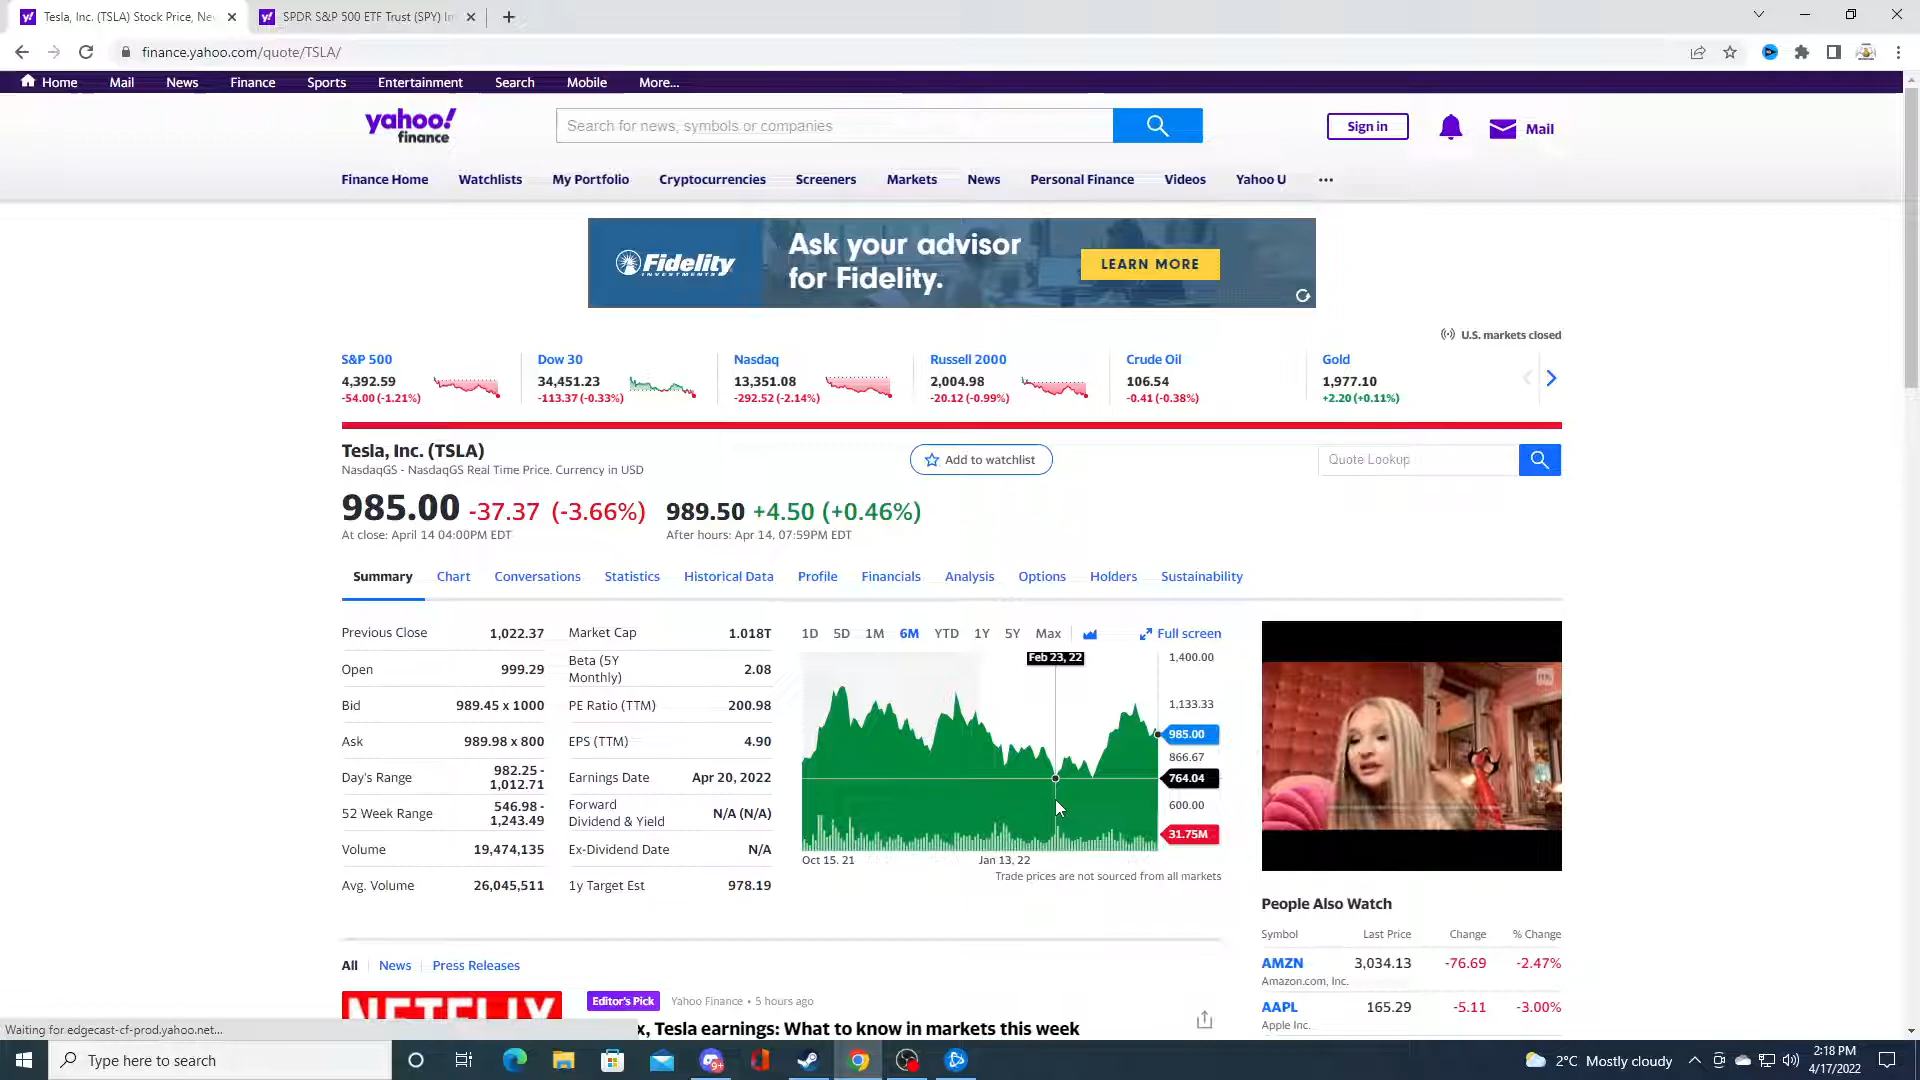 Tesla, Inc. (TSLA) Stock Price, Ne
SPDR S&P 500 ETF Trust (SPY) In
finance.yahoo.com/quote/TSLA/
Home Mail News Finance Sports Entertainment Search Mobile More...
yahoo!
finance
Search for news, symbols or companies
Sign in
Mail
Finance Home Watchlists My Portfolio Cryptocurrencies Screeners Markets News Personal Finance Videos Yahoo U ...
Fidelity
INVESTMENTS
Ask your advisor
for Fidelity.
LEARN MORE
U.S. markets closed
S&P 500 Dow 30 Nasdaq Russell 2000 Crude Oil Gold
4,392.59 34,451.23 13,351.08 2,004.98 106.54 1,977.10
-54.00 (-1.21%) -113.37 (-0.33%) -292.52 (-2.14%) -20.12 (-0.99%) -0.41 (-0.38%) +2.20 (+0.11%)
Tesla, Inc. (TSLA)
NasdaqGS - NasdaqGS Real Time Price. Currency in USD
Add to watchlist
Quote Lookup
985.00 -37.37 (-3.66%) 989.50 +4.50 (+0.46%)
At close: April 14 04:00PM EDT After hours: Apr 14, 07:59PM EDT
Summary Chart Conversations Statistics Historical Data Profile Financials Analysis Options Holders Sustainability
Previous Close 1,022.37
Open 999.29
Bid 989.45 x 1000
Ask 989.98 x 800
Day's Range 982.25 -
1,012.71
52 Week Range 546.98 -
1,243.49
Volume 19,474,135
Avg. Volume 26,045,511
Market Cap 1.018T
Beta (5Y
Monthly) 2.08
PE Ratio (TTM) 200.98
EPS (TTM) 4.90
Earnings Date Apr 20, 2022
Forward
Dividend & Yield N/A (N/A)
Ex-Dividend Date N/A
1y Target Est 978.19
1D 5D 1M 6M YTD 1Y 5Y Max Full screen
Feb 23, 22
1,400.00
1,133.33
985.00
866.67
764.04
600.00
31.75M
Oct 15. 21 Jan 13, 22
Trade prices are not sourced from all markets
People Also Watch
Symbol Last Price Change % Change
AMZN 3,034.13 -76.69 -2.47%
Amazon.com, Inc.
AAPL 165.29 -5.11 -3.00%
Apple Inc.
All News Press Releases
NETFLIX
Editor's Pick Yahoo Finance • 5 hours ago
x, Tesla earnings: What to know in markets this week
Waiting for edgecast-cf-prod.yahoo.net...
Type here to search
9+
2°C Mostly cloudy
2:18 PM
4/17/2022